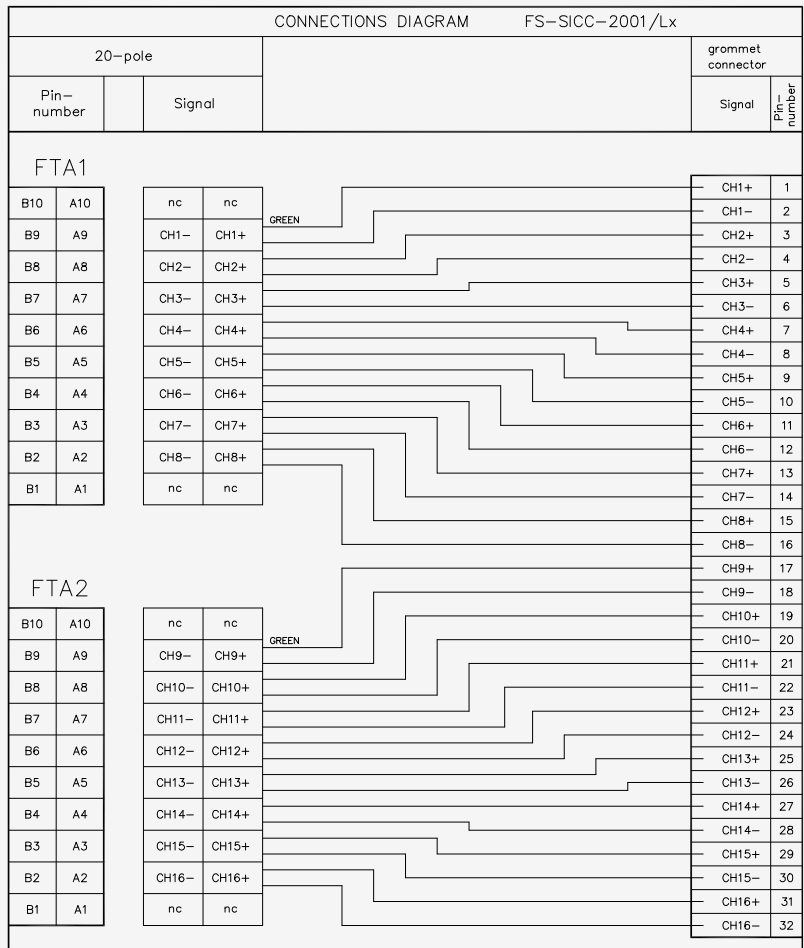 CONNECTIONS DIAGRAM FS-SICC-2001/Lx
20-pole
grommet
connector
Pin-
number
Signal
Signal
Pin-
number
FTA1
B10 A10 nc nc
B9 A9 CH1- CH1+
B8 A8 CH2- CH2+
B7 A7 CH3- CH3+
B6 A6 CH4- CH4+
B5 A5 CH5- CH5+
B4 A4 CH6- CH6+
B3 A3 CH7- CH7+
B2 A2 CH8- CH8+
B1 A1 nc nc
GREEN
FTA2
B10 A10 nc nc
B9 A9 CH9- CH9+
B8 A8 CH10- CH10+
B7 A7 CH11- CH11+
B6 A6 CH12- CH12+
B5 A5 CH13- CH13+
B4 A4 CH14- CH14+
B3 A3 CH15- CH15+
B2 A2 CH16- CH16+
B1 A1 nc nc
GREEN
CH1+ 1
CH1- 2
CH2+ 3
CH2- 4
CH3+ 5
CH3- 6
CH4+ 7
CH4- 8
CH5+ 9
CH5- 10
CH6+ 11
CH6- 12
CH7+ 13
CH7- 14
CH8+ 15
CH8- 16
CH9+ 17
CH9- 18
CH10+ 19
CH10- 20
CH11+ 21
CH11- 22
CH12+ 23
CH12- 24
CH13+ 25
CH13- 26
CH14+ 27
CH14- 28
CH15+ 29
CH15- 30
CH16+ 31
CH16- 32